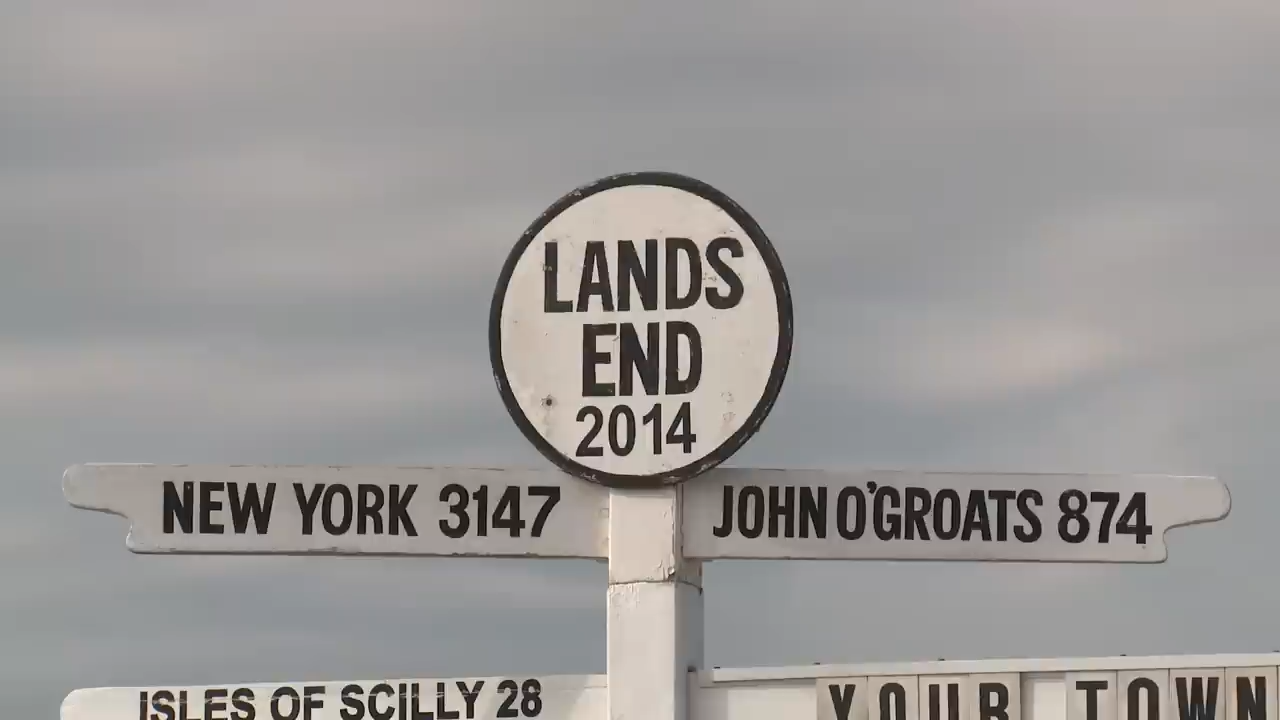 LANDS
END
2014
NEW YORK 3147
JOHN O'GROATS 874
ISLES OF SCILLY 28
YOUR TOWN